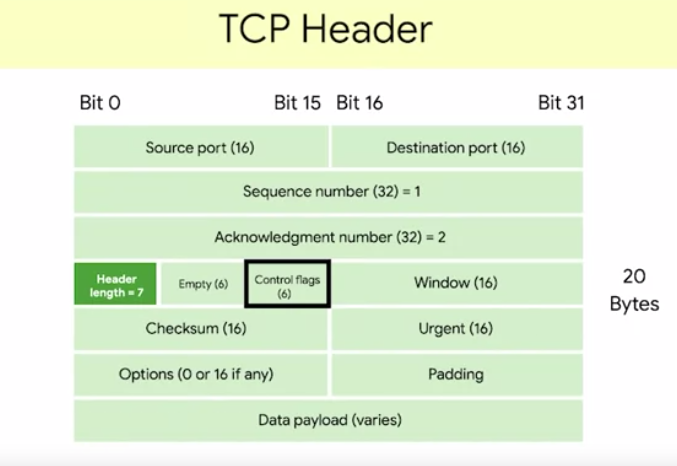 TCP Header
Bit 0
Bit 15
Bit 16
Bit 31
Source port (16)
Destination port (16)
Sequence number (32) = 1
Acknowledgment number (32) = 2
Header
length = 7
Empty (6)
Control flags
(6)
Window (16)
20
Bytes
Checksum (16)
Urgent (16)
Options (0 or 16 if any)
Padding
Data payload (varies)